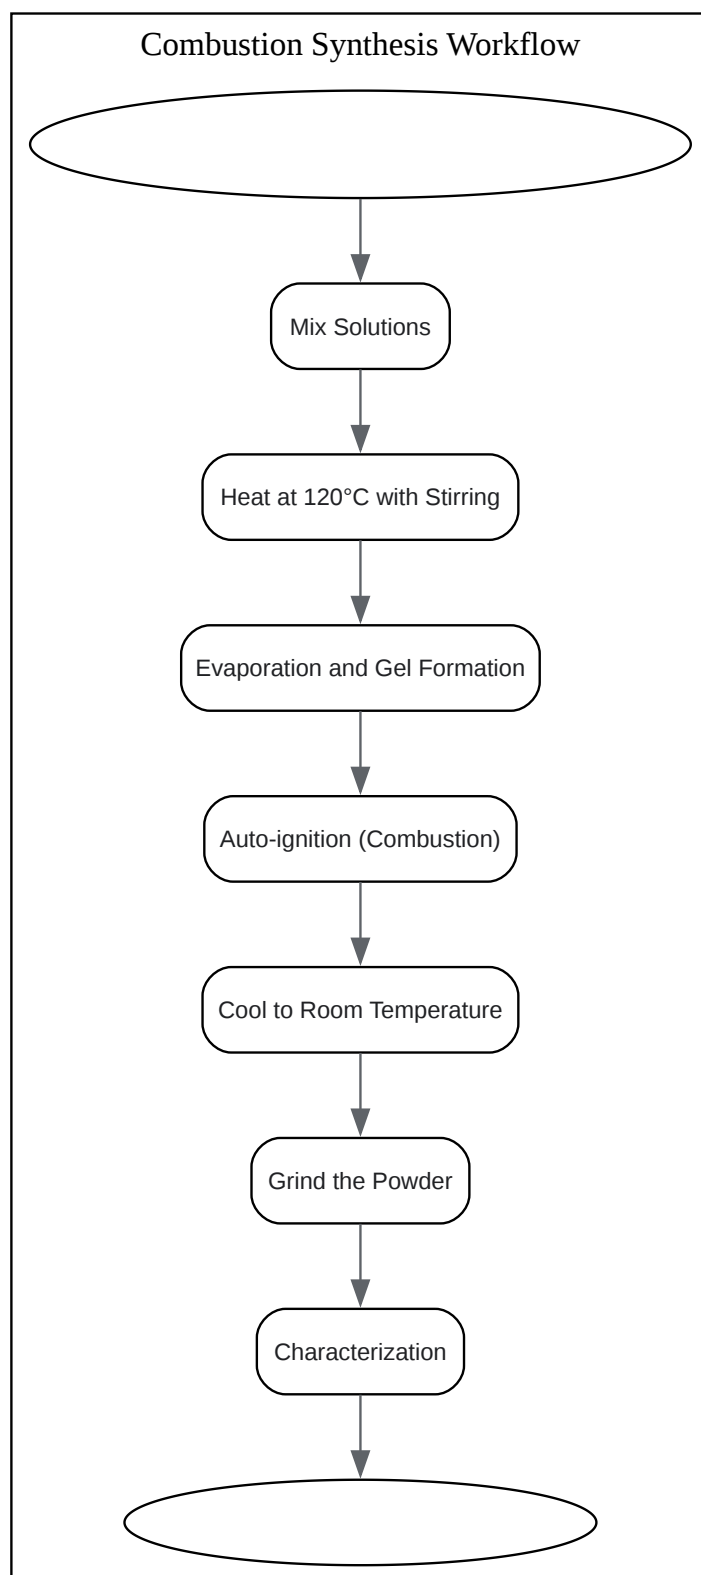 Combustion Synthesis Workflow
Mix Solutions
Heat at 120°C with Stirring
Evaporation and Gel Formation
Auto-ignition (Combustion)
Cool to Room Temperature
Grind the Powder
Characterization